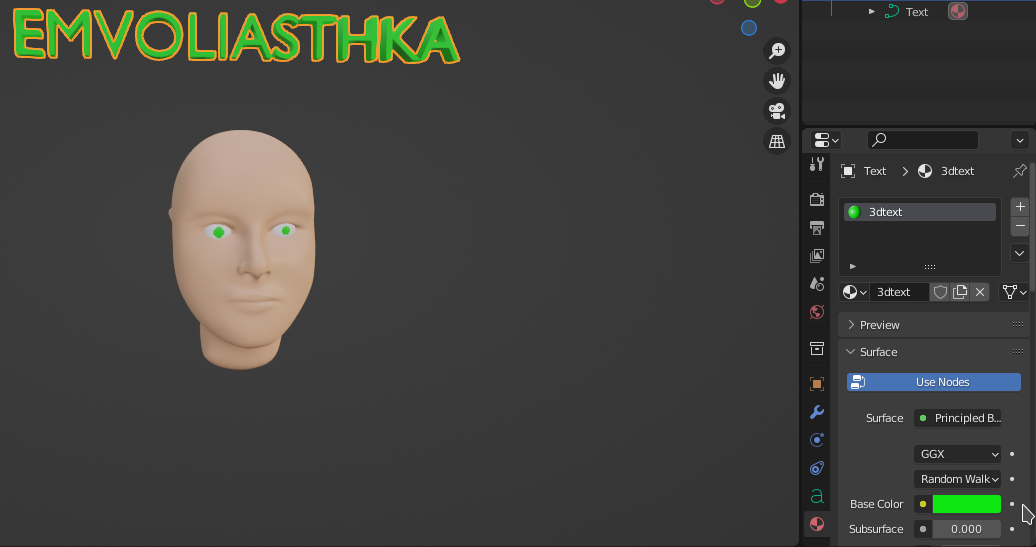 EMVOLIASTHKA
Text
Text > 3dtext
3dtext
3dtext
Preview
Surface
Use Nodes
Surface Principled B...
GGX
Random Walk
Base Color
Subsurface 0.000